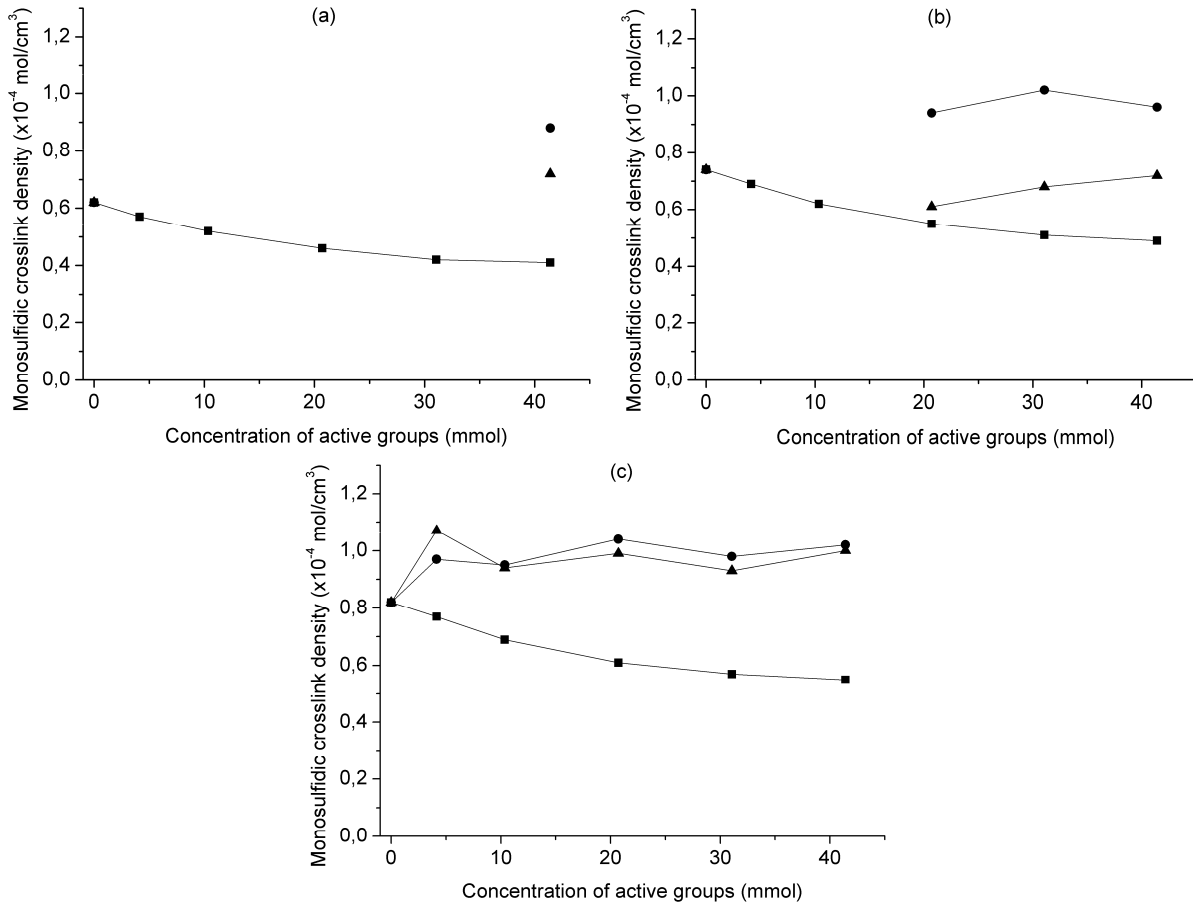 (a)
Monosulfidic crosslink density (x10⁻⁴ mol/cm³)
1,2
1,0
0,8
0,6
0,4
0,2
0,0
0 10 20 30 40
Concentration of active groups (mmol)
(b)
Monosulfidic crosslink density (x10⁻⁴ mol/cm³)
1,2
1,0
0,8
0,6
0,4
0,2
0,0
0 10 20 30 40
Concentration of active groups (mmol)
(c)
Monosulfidic crosslink density (x10⁻⁴ mol/cm³)
1,2
1,0
0,8
0,6
0,4
0,2
0,0
0 10 20 30 40
Concentration of active groups (mmol)